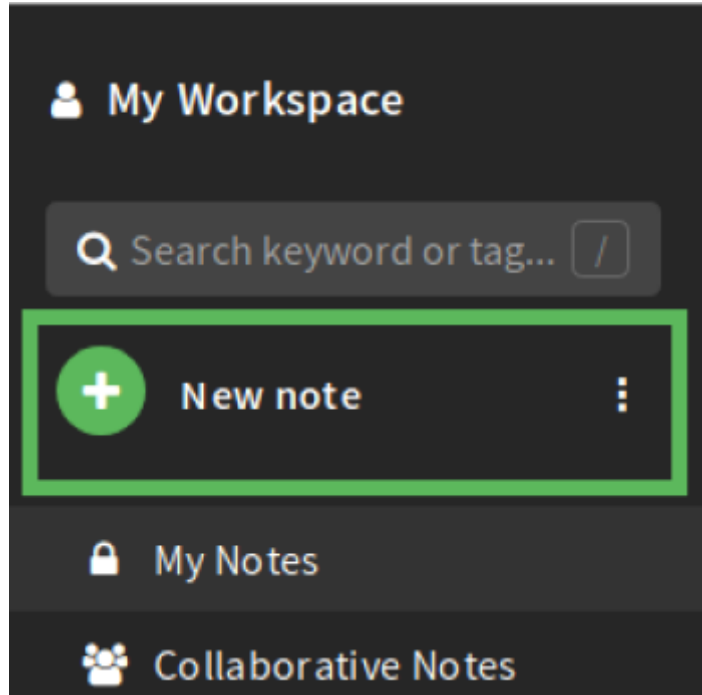 My Workspace
Search keyword or tag... /
New note
My Notes
Collaborative Notes